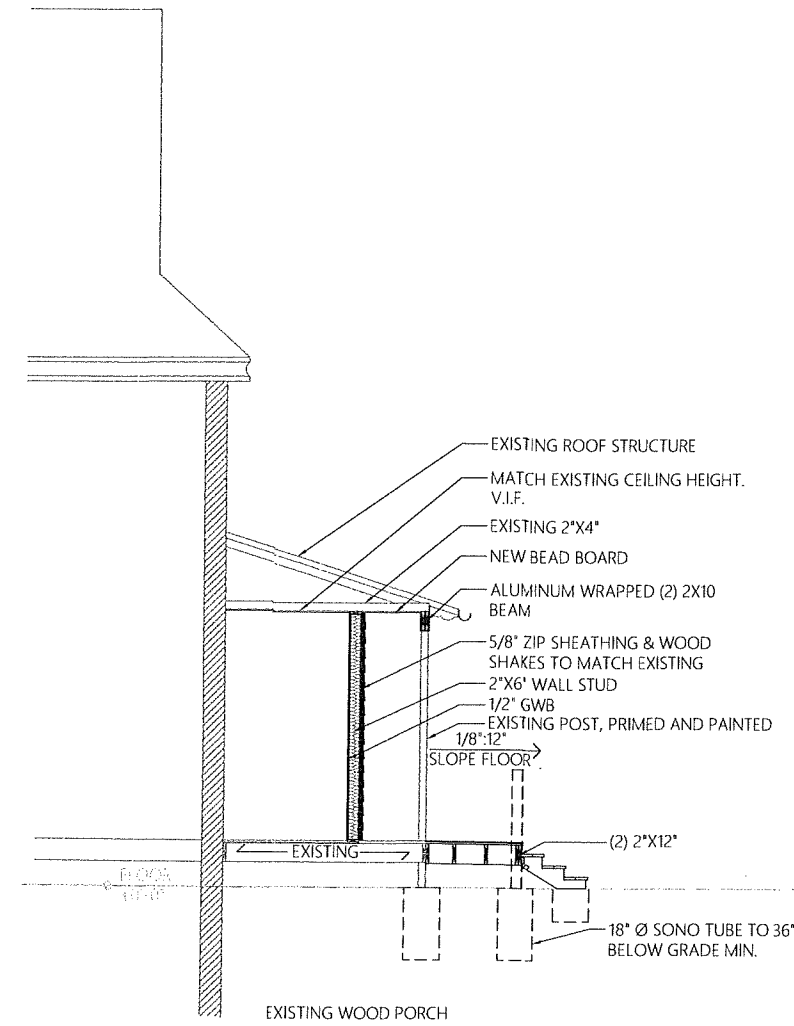 EXISTING ROOF STRUCTURE
MATCH EXISTING CEILING HEIGHT.
V.I.F.
EXISTING 2"X4"
NEW BEAD BOARD
ALUMINUM WRAPPED (2) 2X10
BEAM
5/8" ZIP SHEATHING & WOOD
SHAKES TO MATCH EXISTING
2"X6' WALL STUD
1/2" GWB
EXISTING POST, PRIMED AND PAINTED
1/8":12"
SLOPE FLOOR
(2) 2"X12"
EXISTING
FLOOR
18" Ø SONO TUBE TO 36"
BELOW GRADE MIN.
EXISTING WOOD PORCH